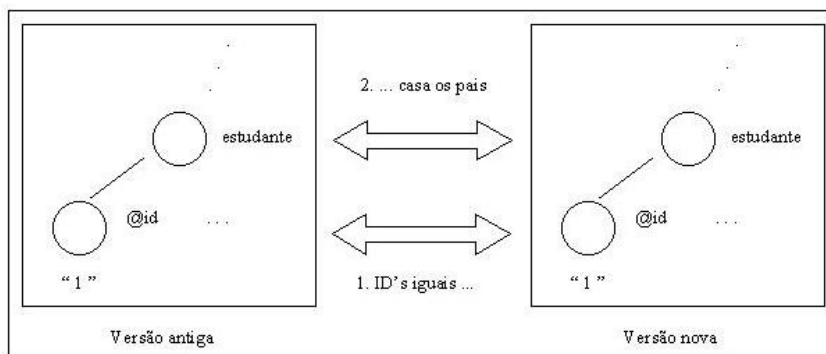 2. ... casa os pais
estudante
estudante
@id ...
@id ...
“ 1 ”
1. ID’s iguais ...
“ 1 ”
Versão antiga
Versão nova